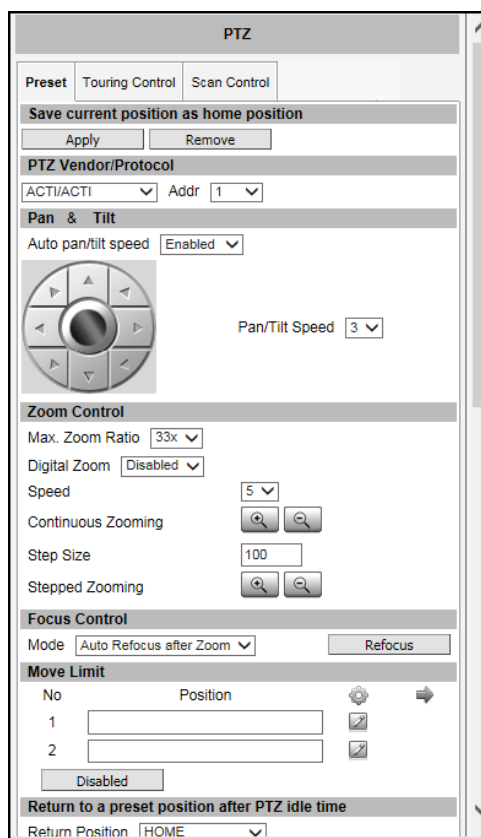 PTZ
Preset Touring Control Scan Control
Save current position as home position
Apply Remove
PTZ Vendor/Protocol
ACTI/ACTI Addr 1
Pan & Tilt
Auto pan/tilt speed Enabled
Pan/Tilt Speed 3
Zoom Control
Max. Zoom Ratio 33x
Digital Zoom Disabled
Speed 5
Continuous Zooming
Step Size 100
Stepped Zooming
Focus Control
Mode Auto Refocus after Zoom Refocus
Move Limit
No Position
1
2
Disabled
Return to a preset position after PTZ idle time
Return Position HOME